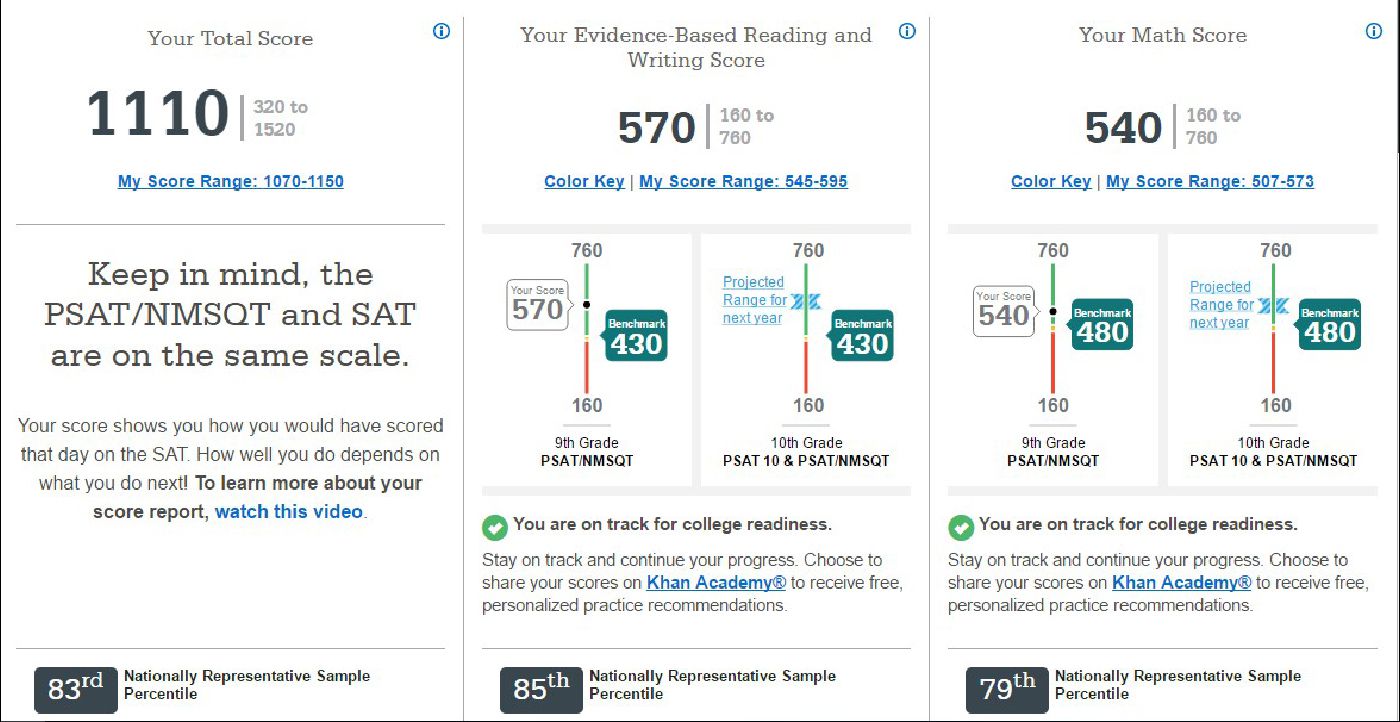 Your Total Score
1110
320 to
1520
My Score Range: 1070-1150
Keep in mind, the
PSAT/NMSQT and SAT
are on the same scale.
Your score shows you how you would have scored
that day on the SAT. How well you do depends on
what you do next! To learn more about your
score report, watch this video.
83rd
Nationally Representative Sample
Percentile
Your Evidence-Based Reading and
Writing Score
570
160 to
760
Color Key | My Score Range: 545-595
760
Your Score
570
Benchmark
430
160
9th Grade
PSAT/NMSQT
760
Projected
Range for
next year
Benchmark
430
160
10th Grade
PSAT 10 & PSAT/NMSQT
You are on track for college readiness.
Stay on track and continue your progress. Choose to
share your scores on Khan Academy® to receive free,
personalized practice recommendations.
85th
Nationally Representative Sample
Percentile
Your Math Score
540
160 to
760
Color Key | My Score Range: 507-573
760
Your Score
540
Benchmark
480
160
9th Grade
PSAT/NMSQT
760
Projected
Range for
next year
Benchmark
480
160
10th Grade
PSAT 10 & PSAT/NMSQT
You are on track for college readiness.
Stay on track and continue your progress. Choose to
share your scores on Khan Academy® to receive free,
personalized practice recommendations.
79th
Nationally Representative Sample
Percentile